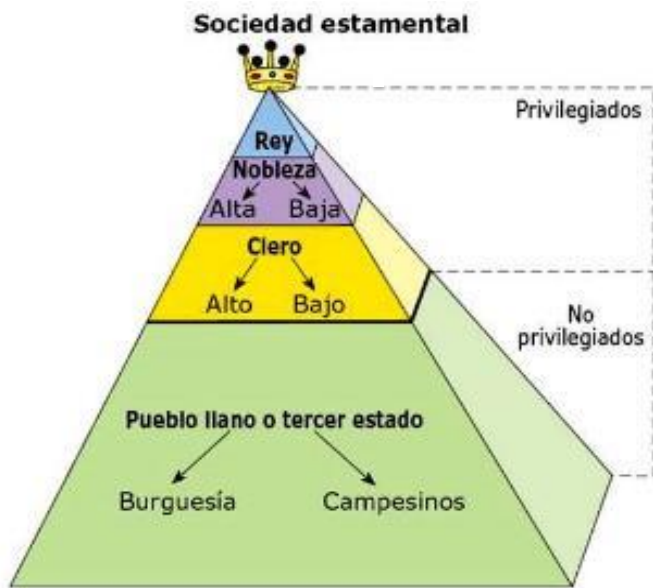 Sociedad estamental
Privilegiados
Rey
Nobleza
Alta Baja
Clero
Alto Bajo
No
privilegiados
Pueblo llano o tercer estado
Burguesía Campesinos